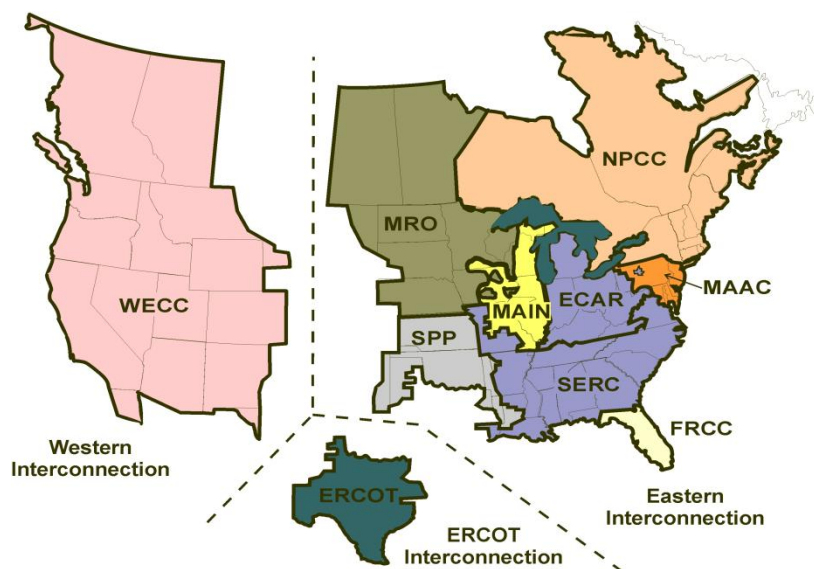 NPCC
MRO
WECC
MAAC
MAIN
ECAR
SPP
SERC
FRCC
Western
Interconnection
ERCOT
Eastern
Interconnection
ERCOT
Interconnection